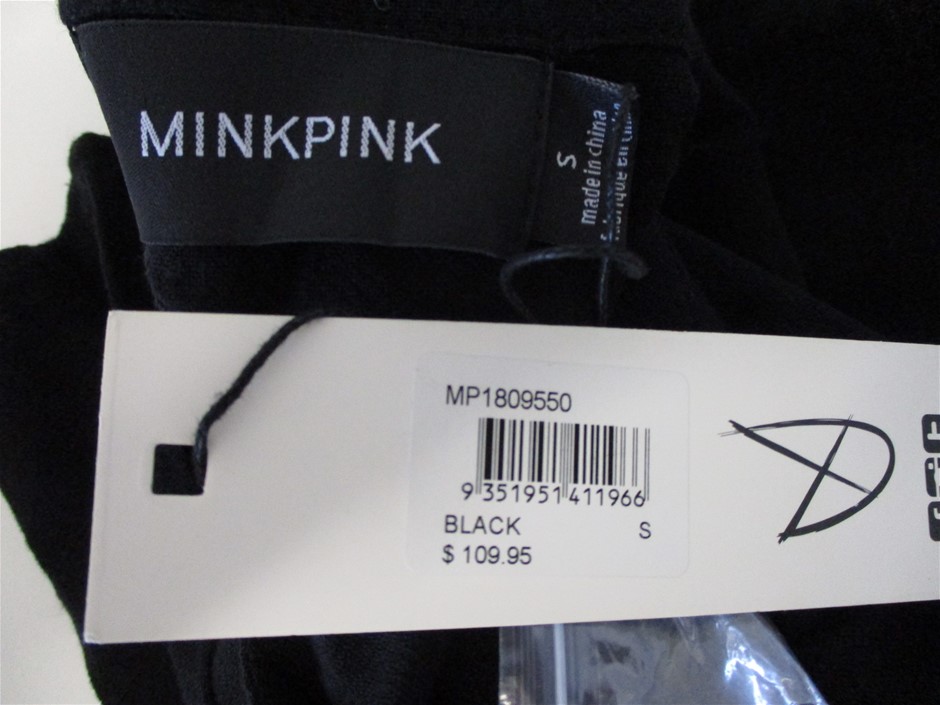 MINKPINK
S
made in china
MP1809550
9 351951 411966
BLACK S
$ 109.95